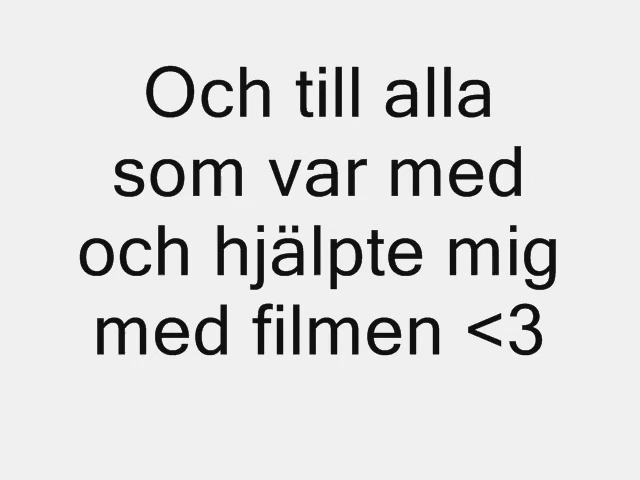 Och till alla
som var med
och hjälpte mig
med filmen <3